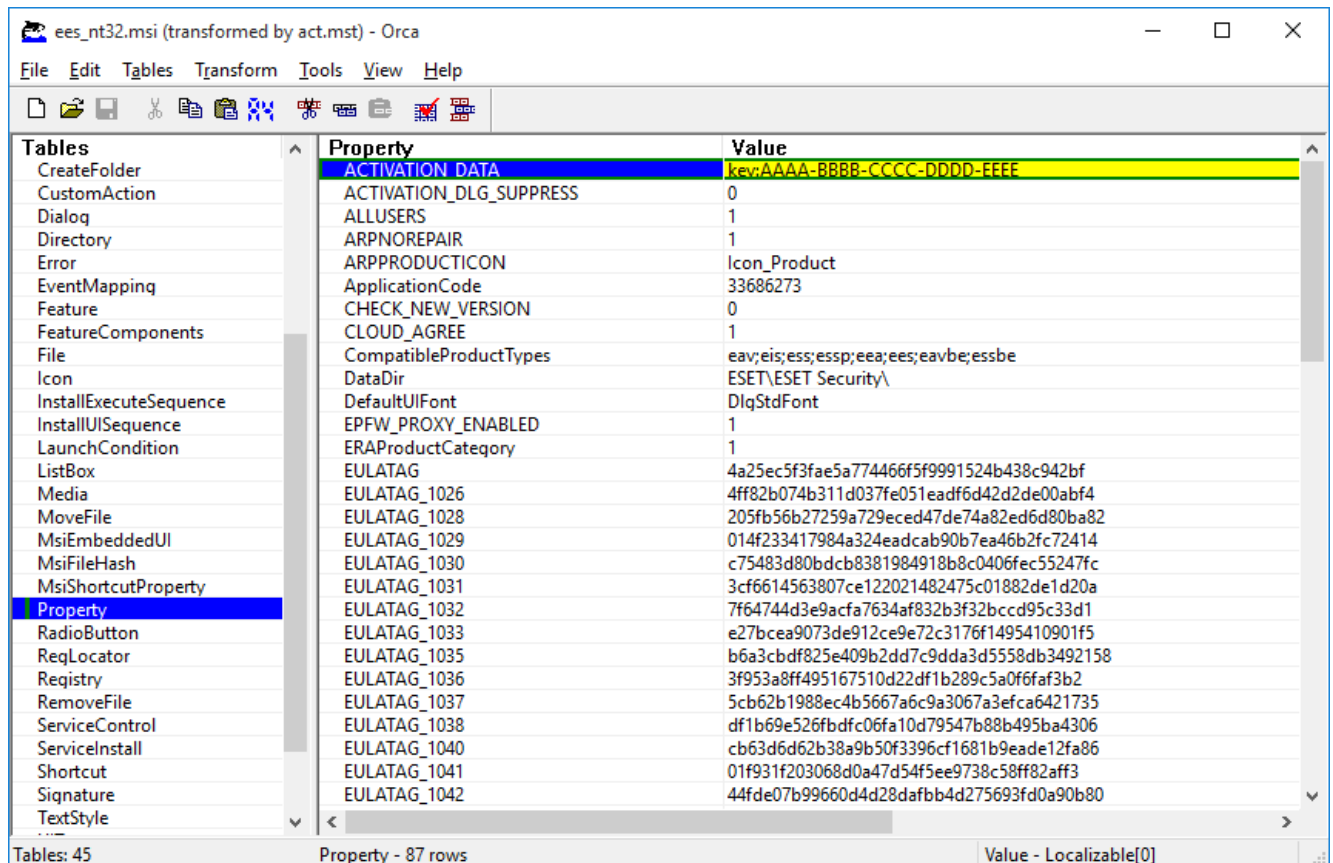 ees_nt32.msi (transformed by act.mst) - Orca
File Edit Tables Transform Tools View Help
Tables
CreateFolder
CustomAction
Dialog
Directory
Error
EventMapping
Feature
FeatureComponents
File
Icon
InstallExecuteSequence
InstallUISequence
LaunchCondition
ListBox
Media
MoveFile
MsiEmbeddedUI
MsiFileHash
MsiShortcutProperty
Property
RadioButton
RegLocator
Registry
RemoveFile
ServiceControl
ServiceInstall
Shortcut
Signature
TextStyle
Property Value
ACTIVATION_DATA key:AAAA-BBBB-CCCC-DDDD-EEEE
ACTIVATION_DLG_SUPPRESS 0
ALLUSERS 1
ARPNOREPAIR 1
ARPPRODUCTICON Icon_Product
ApplicationCode 33686273
CHECK_NEW_VERSION 0
CLOUD_AGREE 1
CompatibleProductTypes eav;eis;ess;essp;eea;ees;eavbe;essbe
DataDir ESET\ESET Security\
DefaultUIFont DlgStdFont
EPFW_PROXY_ENABLED 1
ERAProductCategory 1
EULATAG 4a25ec5f3fae5a774466f5f9991524b438c942bf
EULATAG_1026 4ff82b074b311d037fe051eadf6d42d2de00abf4
EULATAG_1028 205fb56b27259a729eced47de74a82ed6d80ba82
EULATAG_1029 014f233417984a324eadcab90b7ea46b2fc72414
EULATAG_1030 c75483d80bdcb8381984918b8c0406fec55247fc
EULATAG_1031 3cf6614563807ce122021482475c01882de1d20a
EULATAG_1032 7f64744d3e9acfa7634af832b3f32bccd95c33d1
EULATAG_1033 e27bcea9073de912ce9e72c3176f1495410901f5
EULATAG_1035 b6a3cbdf825e409b2dd7c9dda3d5558db3492158
EULATAG_1036 3f953a8ff495167510d22df1b289c5a0f6faf3b2
EULATAG_1037 5cb62b1988ec4b5667a6c9a3067a3efca6421735
EULATAG_1038 df1b69e526fbdfc06fa10d79547b88b495ba4306
EULATAG_1040 cb63d6d62b38a9b50f3396cf1681b9eade12fa86
EULATAG_1041 01f931f203068d0a47d54f5ee9738c58ff82aff3
EULATAG_1042 44fde07b99660d4d28dafbb4d275693fd0a90b80
Tables: 45 Property - 87 rows Value - Localizable[0]